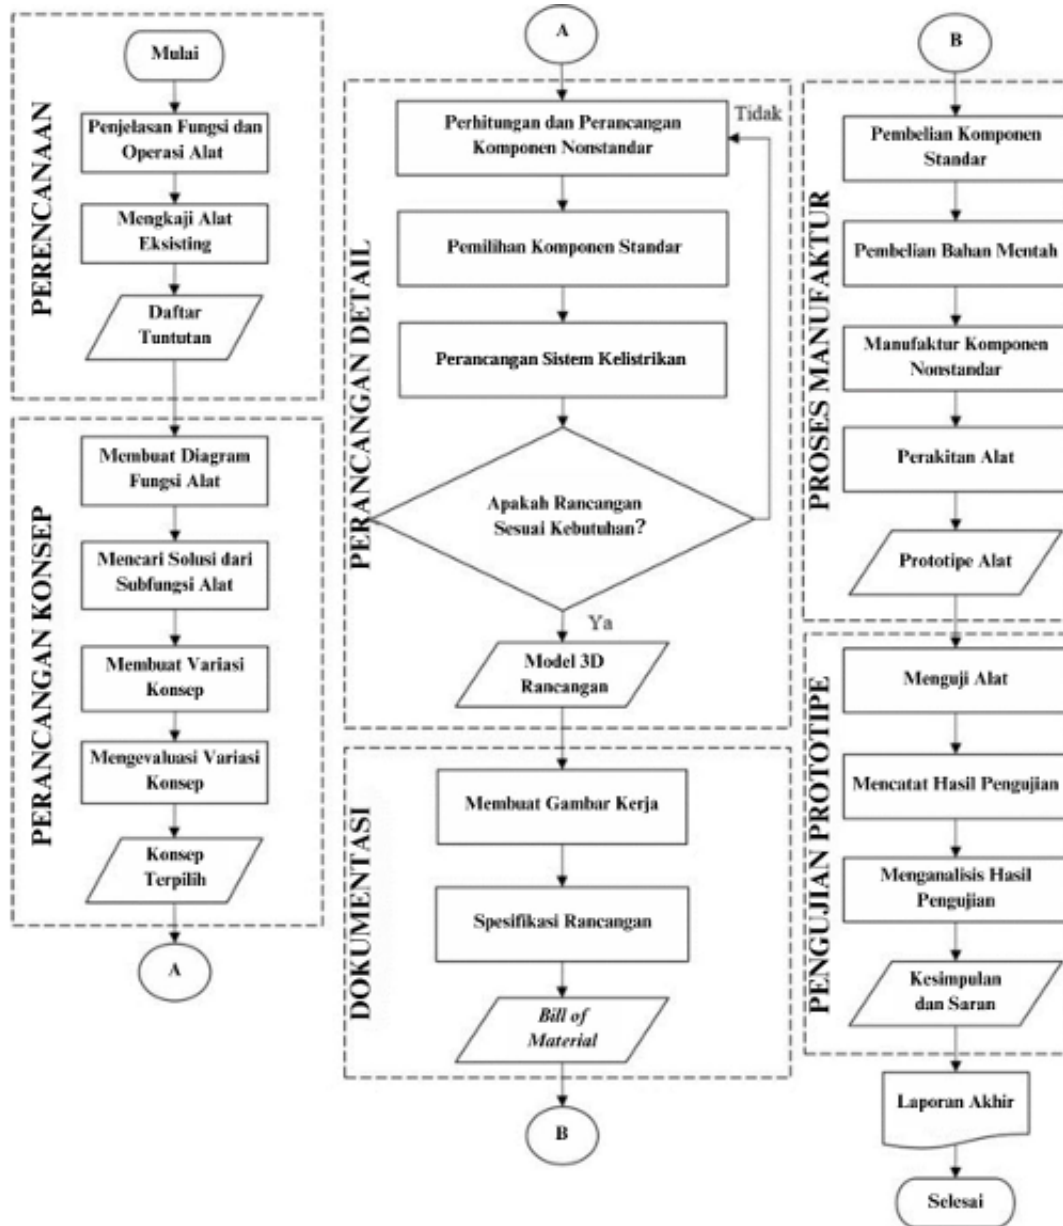 PERENCANAAN
Mulai
Penjelasan Fungsi dan
Operasi Alat
Mengkaji Alat
Eksisting
Daftar
Tuntutan
PERANCANGAN KONSEP
Membuat Diagram
Fungsi Alat
Mencari Solusi dari
Subfungsi Alat
Membuat Variasi
Konsep
Mengevaluasi Variasi
Konsep
Konsep
Terpilih
A
A
PERANCANGAN DETAIL
Perhitungan dan Perancangan
Komponen Nonstandar
Tidak
Pemilihan Komponen Standar
Perancangan Sistem Kelistrikan
Apakah Rancangan
Sesuai Kebutuhan?
Ya
Model 3D
Rancangan
DOKUMENTASI
Membuat Gambar Kerja
Spesifikasi Rancangan
Bill of
Material
B
B
PROSES MANUFAKTUR
Pembelian Komponen
Standar
Pembelian Bahan Mentah
Manufaktur Komponen
Nonstandar
Perakitan Alat
Prototipe Alat
PENGUJIAN PROTOTIPE
Menguji Alat
Mencatat Hasil Pengujian
Menganalisis Hasil
Pengujian
Kesimpulan
dan Saran
Laporan Akhir
Selesai